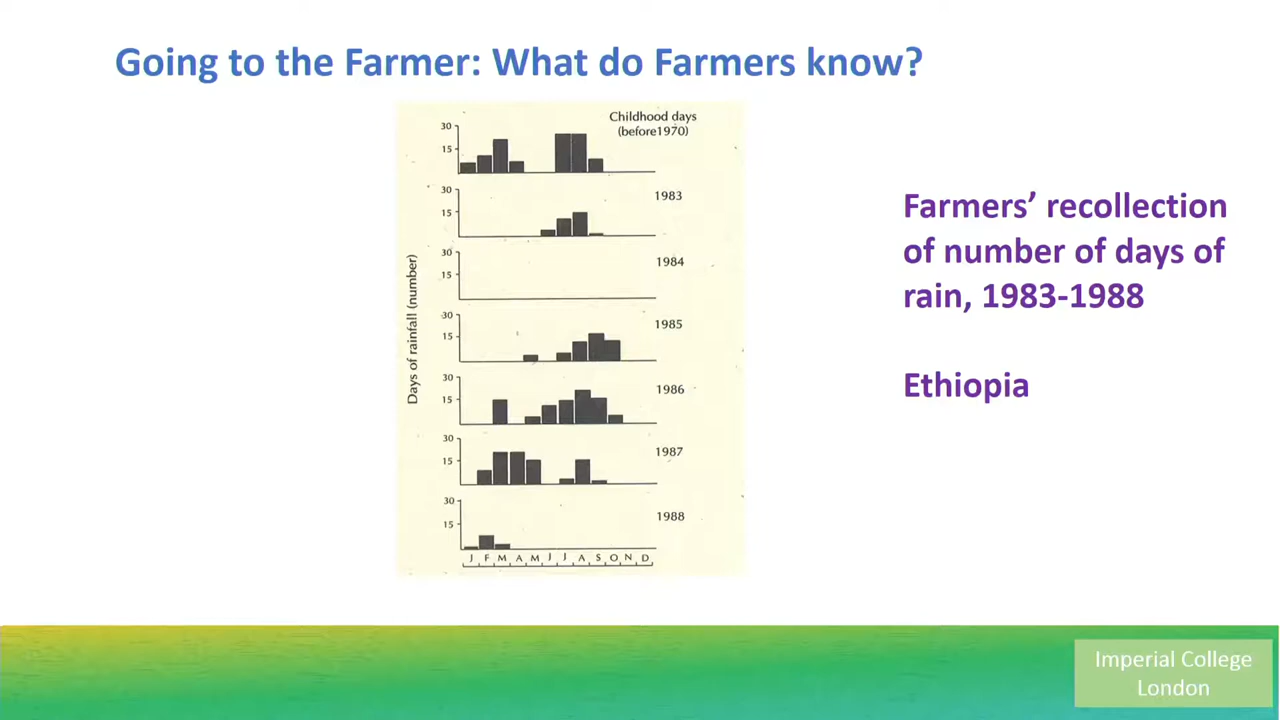 Going to the Farmer: What do Farmers know?
Childhood days
(before1970)
30
15
1983
30
15
1984
30
15
1985
30
15
1986
30
15
1987
30
15
1988
30
15
Days of rainfall (number)
J F M A M J J A S O N D
Farmers’ recollection
of number of days of
rain, 1983-1988
Ethiopia
Imperial College
London